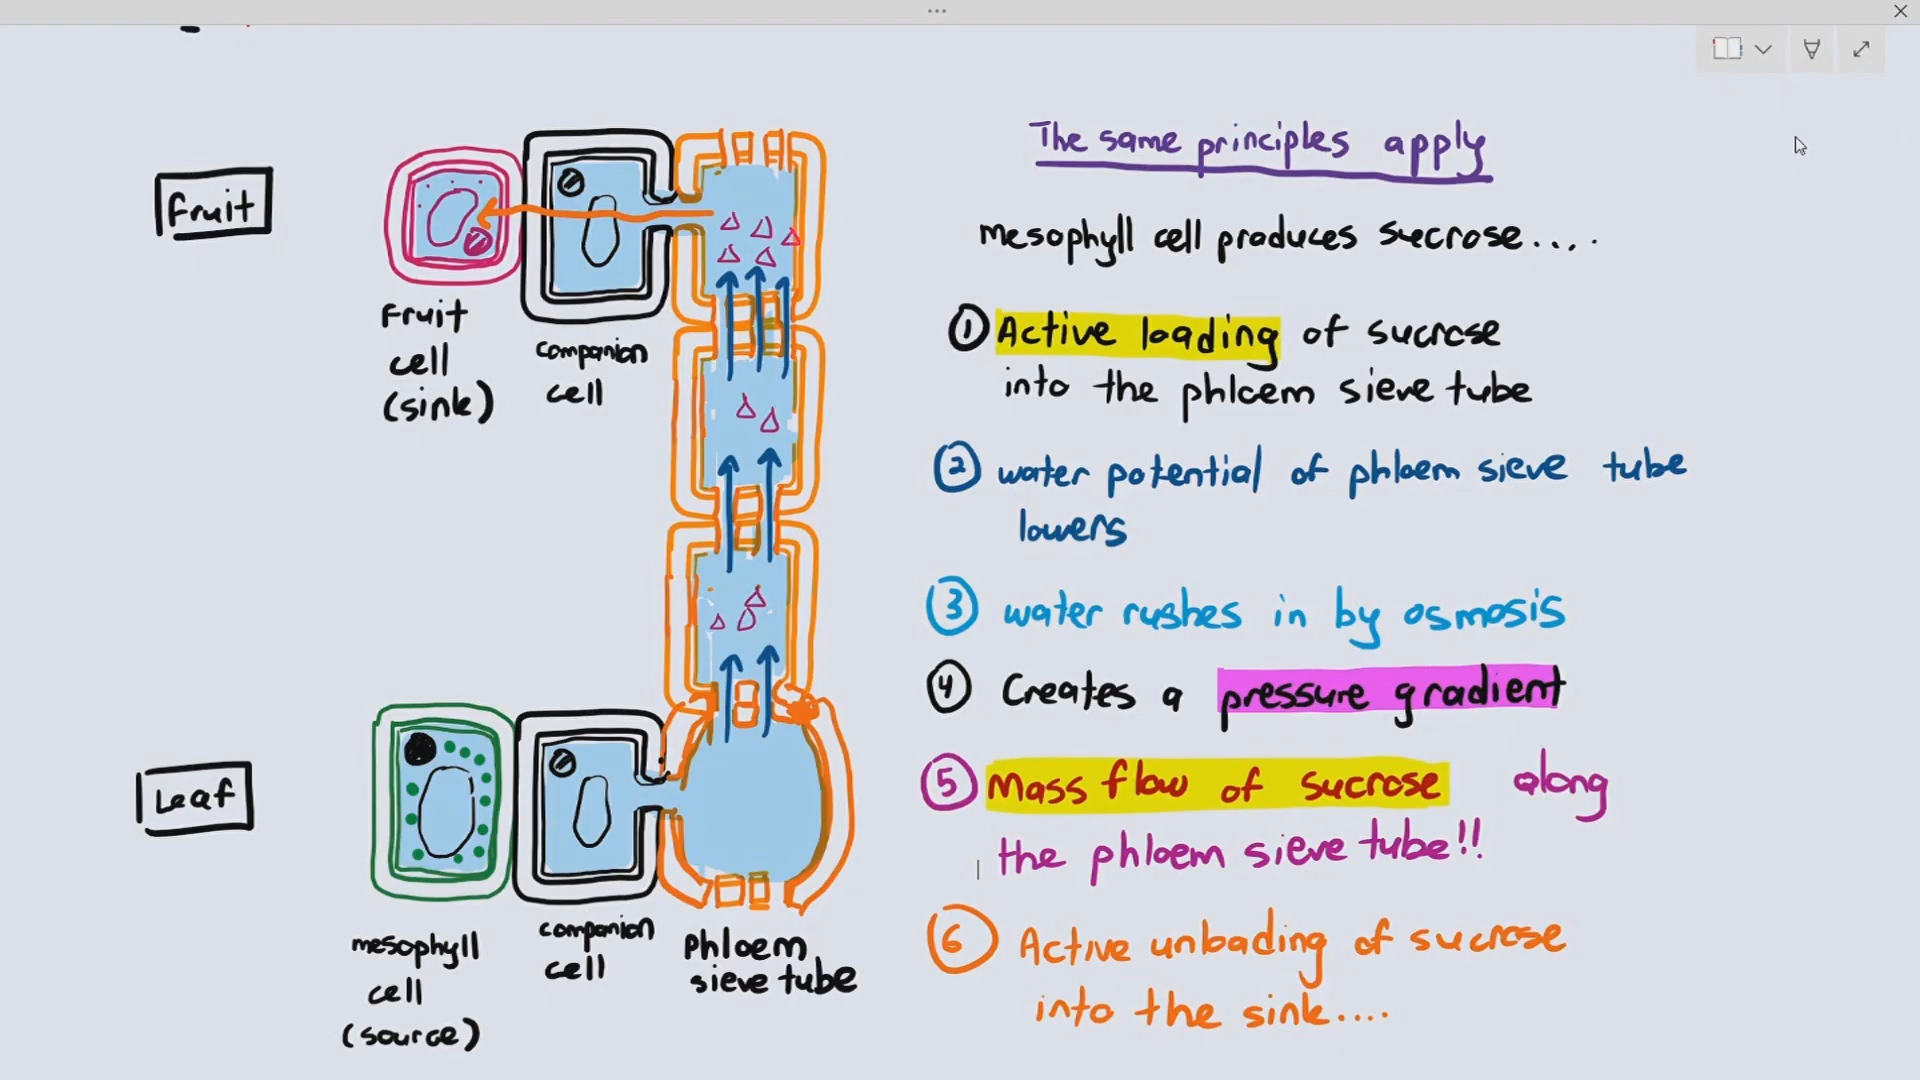 The same principles apply
mesophyll cell produces sucrose.....
Fruit
① Active loading of sucrose
into the phloem sieve tube
Fruit
cell
(sink)
companion
cell
② water potential of phloem sieve tube
lowers
③ water rushes in by osmosis
④ Creates a pressure gradient
⑤ Mass flow of sucrose along
the phloem sieve tube!!
Leaf
⑥ Active unloading of sucrose
into the sink....
mesophyll
cell
(source)
companion
cell
Phloem
sieve tube